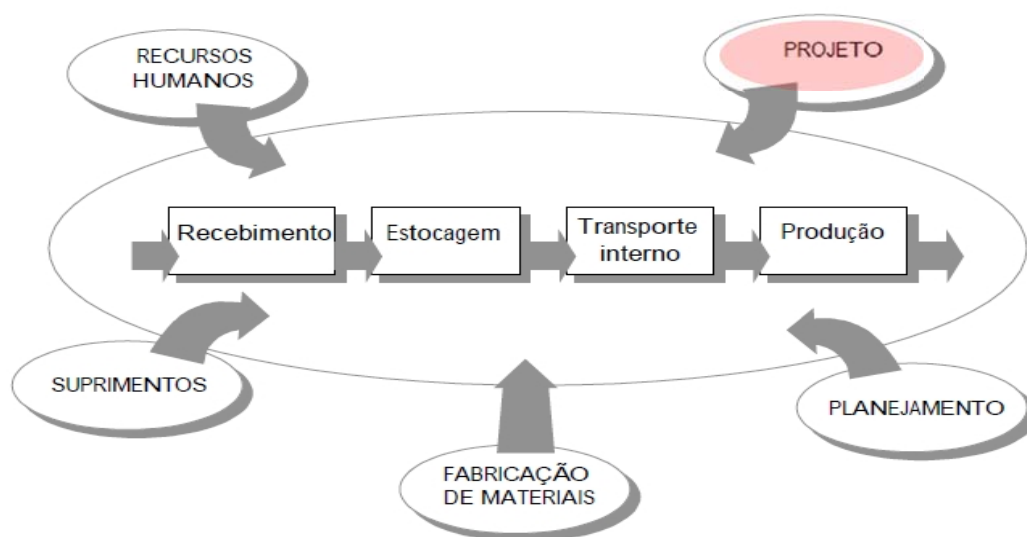 RECURSOS
HUMANOS
PROJETO
Recebimento
Estocagem
Transporte
interno
Produção
SUPRIMENTOS
PLANEJAMENTO
FABRICAÇÃO
DE MATERIAIS